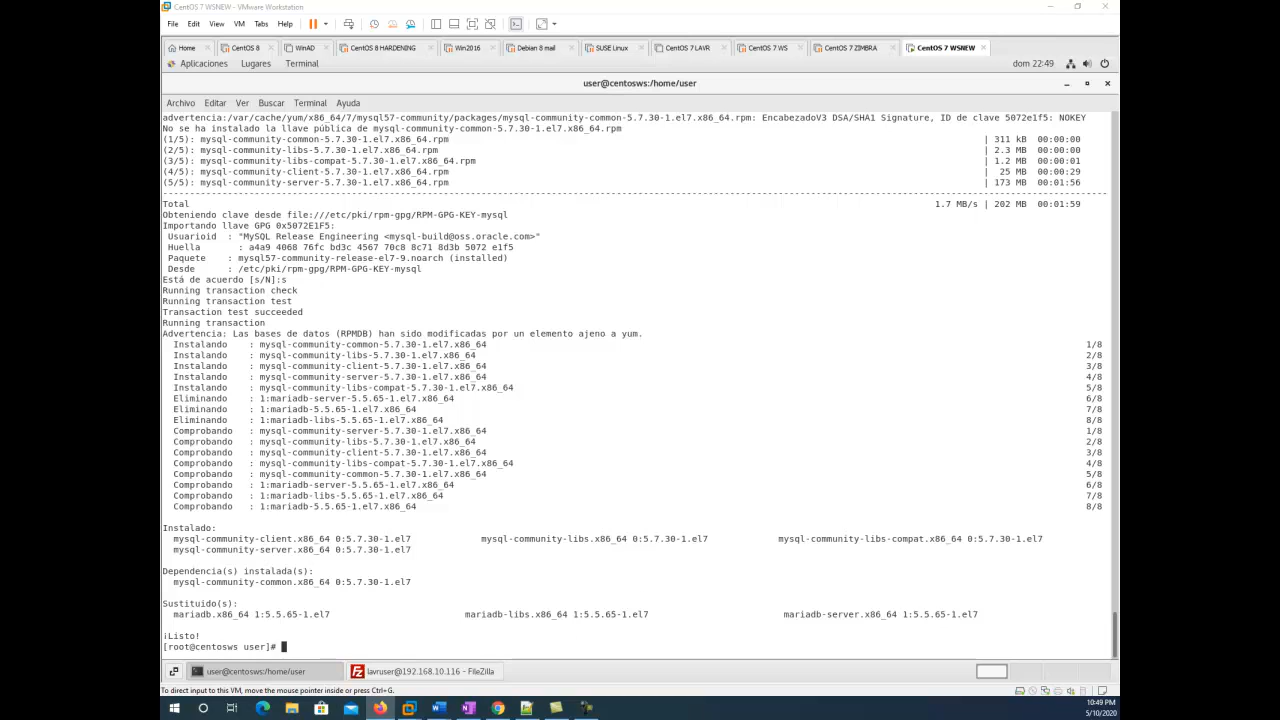 CentOS 7 WSNEW - VMware Workstation
File Edit View VM Tabs Help
Home CentOS 8 WinAD CentOS 8 HARDENING Win2016 Debian 8 mail SUSE Linux CentOS 7 LAVR CentOS 7 WS CentOS 7 ZIMBRA CentOS 7 WSNEW
Aplicaciones Lugares Terminal dom 22:49
user@centosws:/home/user
Archivo Editar Ver Buscar Terminal Ayuda
advertencia:/var/cache/yum/x86_64/7/mysql57-community/packages/mysql-community-common-5.7.30-1.el7.x86_64.rpm: EncabezadoV3 DSA/SHA1 Signature, ID de clave 5072e1f5: NOKEY
No se ha instalado la llave pública de mysql-community-common-5.7.30-1.el7.x86_64.rpm
(1/5): mysql-community-common-5.7.30-1.el7.x86_64.rpm | 311 kB 00:00:00
(2/5): mysql-community-libs-5.7.30-1.el7.x86_64.rpm | 2.3 MB 00:00:00
(3/5): mysql-community-libs-compat-5.7.30-1.el7.x86_64.rpm | 1.2 MB 00:00:01
(4/5): mysql-community-client-5.7.30-1.el7.x86_64.rpm | 25 MB 00:00:29
(5/5): mysql-community-server-5.7.30-1.el7.x86_64.rpm | 173 MB 00:01:56
--------------------------------------------------------------------------------
Total 1.7 MB/s | 202 MB 00:01:59
Obteniendo clave desde file:///etc/pki/rpm-gpg/RPM-GPG-KEY-mysql
Importando llave GPG 0x5072E1F5:
Usuarioid : "MySQL Release Engineering <mysql-build@oss.oracle.com>"
Huella : a4a9 4068 76fc bd3c 4567 70c8 8c71 8d3b 5072 e1f5
Paquete : mysql57-community-release-el7-9.noarch (installed)
Desde : /etc/pki/rpm-gpg/RPM-GPG-KEY-mysql
Está de acuerdo [s/N]:s
Running transaction check
Running transaction test
Transaction test succeeded
Running transaction
Advertencia: Las bases de datos (RPMDB) han sido modificadas por un elemento ajeno a yum.
Instalando : mysql-community-common-5.7.30-1.el7.x86_64 1/8
Instalando : mysql-community-libs-5.7.30-1.el7.x86_64 2/8
Instalando : mysql-community-client-5.7.30-1.el7.x86_64 3/8
Instalando : mysql-community-server-5.7.30-1.el7.x86_64 4/8
Instalando : mysql-community-libs-compat-5.7.30-1.el7.x86_64 5/8
Eliminando : 1:mariadb-server-5.5.65-1.el7.x86_64 6/8
Eliminando : 1:mariadb-5.5.65-1.el7.x86_64 7/8
Eliminando : 1:mariadb-libs-5.5.65-1.el7.x86_64 8/8
Comprobando : mysql-community-server-5.7.30-1.el7.x86_64 1/8
Comprobando : mysql-community-libs-5.7.30-1.el7.x86_64 2/8
Comprobando : mysql-community-client-5.7.30-1.el7.x86_64 3/8
Comprobando : mysql-community-libs-compat-5.7.30-1.el7.x86_64 4/8
Comprobando : mysql-community-common-5.7.30-1.el7.x86_64 5/8
Comprobando : 1:mariadb-server-5.5.65-1.el7.x86_64 6/8
Comprobando : 1:mariadb-libs-5.5.65-1.el7.x86_64 7/8
Comprobando : 1:mariadb-5.5.65-1.el7.x86_64 8/8
Instalado:
mysql-community-client.x86_64 0:5.7.30-1.el7 mysql-community-libs.x86_64 0:5.7.30-1.el7 mysql-community-libs-compat.x86_64 0:5.7.30-1.el7
mysql-community-server.x86_64 0:5.7.30-1.el7
Dependencia(s) instalada(s):
mysql-community-common.x86_64 0:5.7.30-1.el7
Sustituido(s):
mariadb.x86_64 1:5.5.65-1.el7 mariadb-libs.x86_64 1:5.5.65-1.el7 mariadb-server.x86_64 1:5.5.65-1.el7
¡Listo!
[root@centosws user]#
user@centosws:/home/user lavruser@192.168.10.116 - FileZilla
To direct input to this VM, move the mouse pointer inside or press Ctrl+G.
10:49 PM
5/10/2020